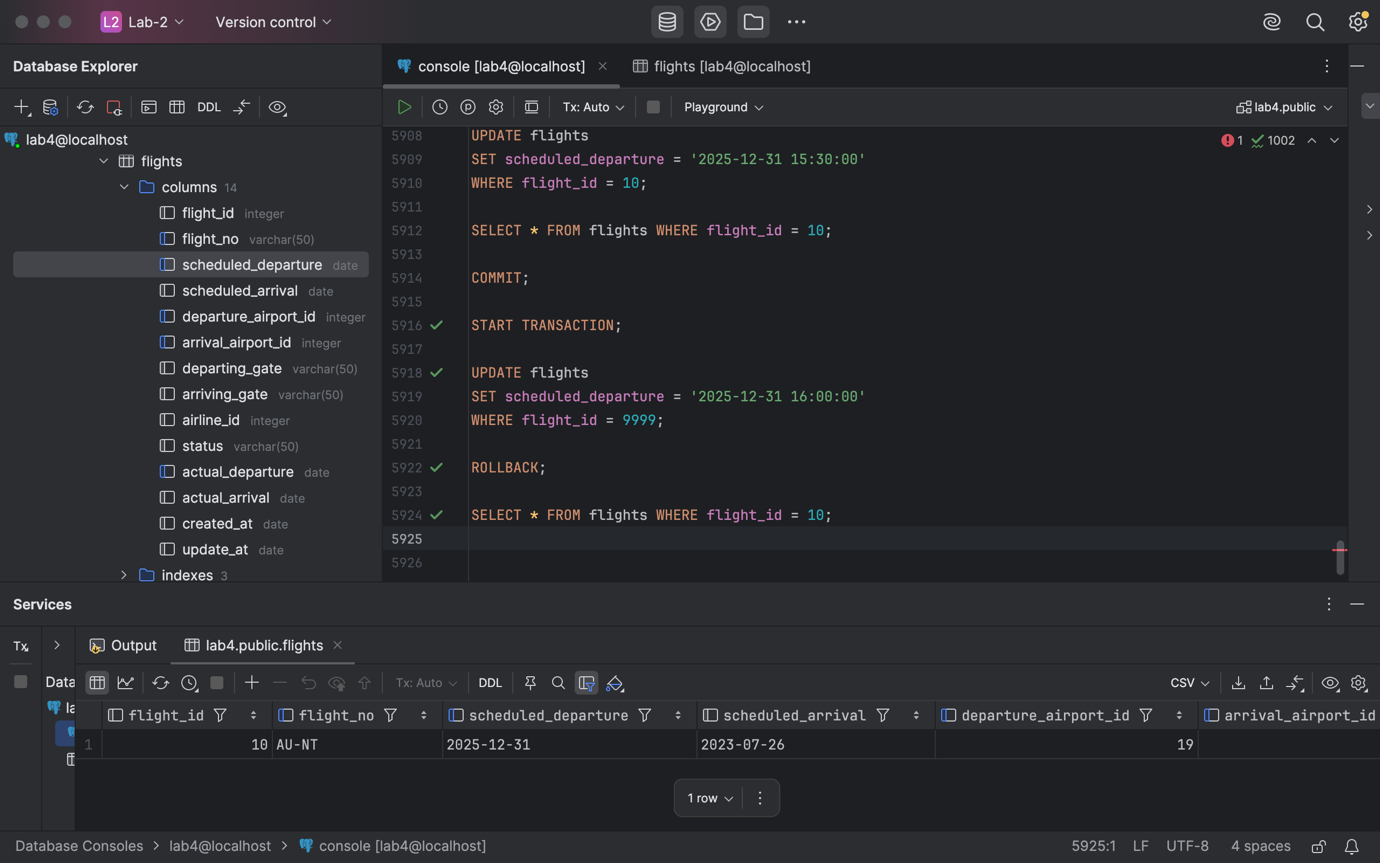 L2 Lab-2 Version control
Database Explorer
console [lab4@localhost] flights [lab4@localhost]
DDL
Tx: Auto Playground lab4.public
lab4@localhost
flights
columns 14
flight_id integer
flight_no varchar(50)
scheduled_departure date
scheduled_arrival date
departure_airport_id integer
arrival_airport_id integer
departing_gate varchar(50)
arriving_gate varchar(50)
airline_id integer
status varchar(50)
actual_departure date
actual_arrival date
created_at date
update_at date
indexes 3
1 1002
5908 UPDATE flights
5909 SET scheduled_departure = '2025-12-31 15:30:00'
5910 WHERE flight_id = 10;
5911
5912 SELECT * FROM flights WHERE flight_id = 10;
5913
5914 COMMIT;
5915
5916 START TRANSACTION;
5917
5918 UPDATE flights
5919 SET scheduled_departure = '2025-12-31 16:00:00'
5920 WHERE flight_id = 9999;
5921
5922 ROLLBACK;
5923
5924 SELECT * FROM flights WHERE flight_id = 10;
5925
5926
Services
Tx Output lab4.public.flights
Data
la
Tx: Auto DDL CSV
flight_id flight_no scheduled_departure scheduled_arrival departure_airport_id arrival_airport_id
1 10 AU-NT 2025-12-31 2023-07-26 19
1 row
Database Consoles > lab4@localhost > console [lab4@localhost] 5925:1 LF UTF-8 4 spaces